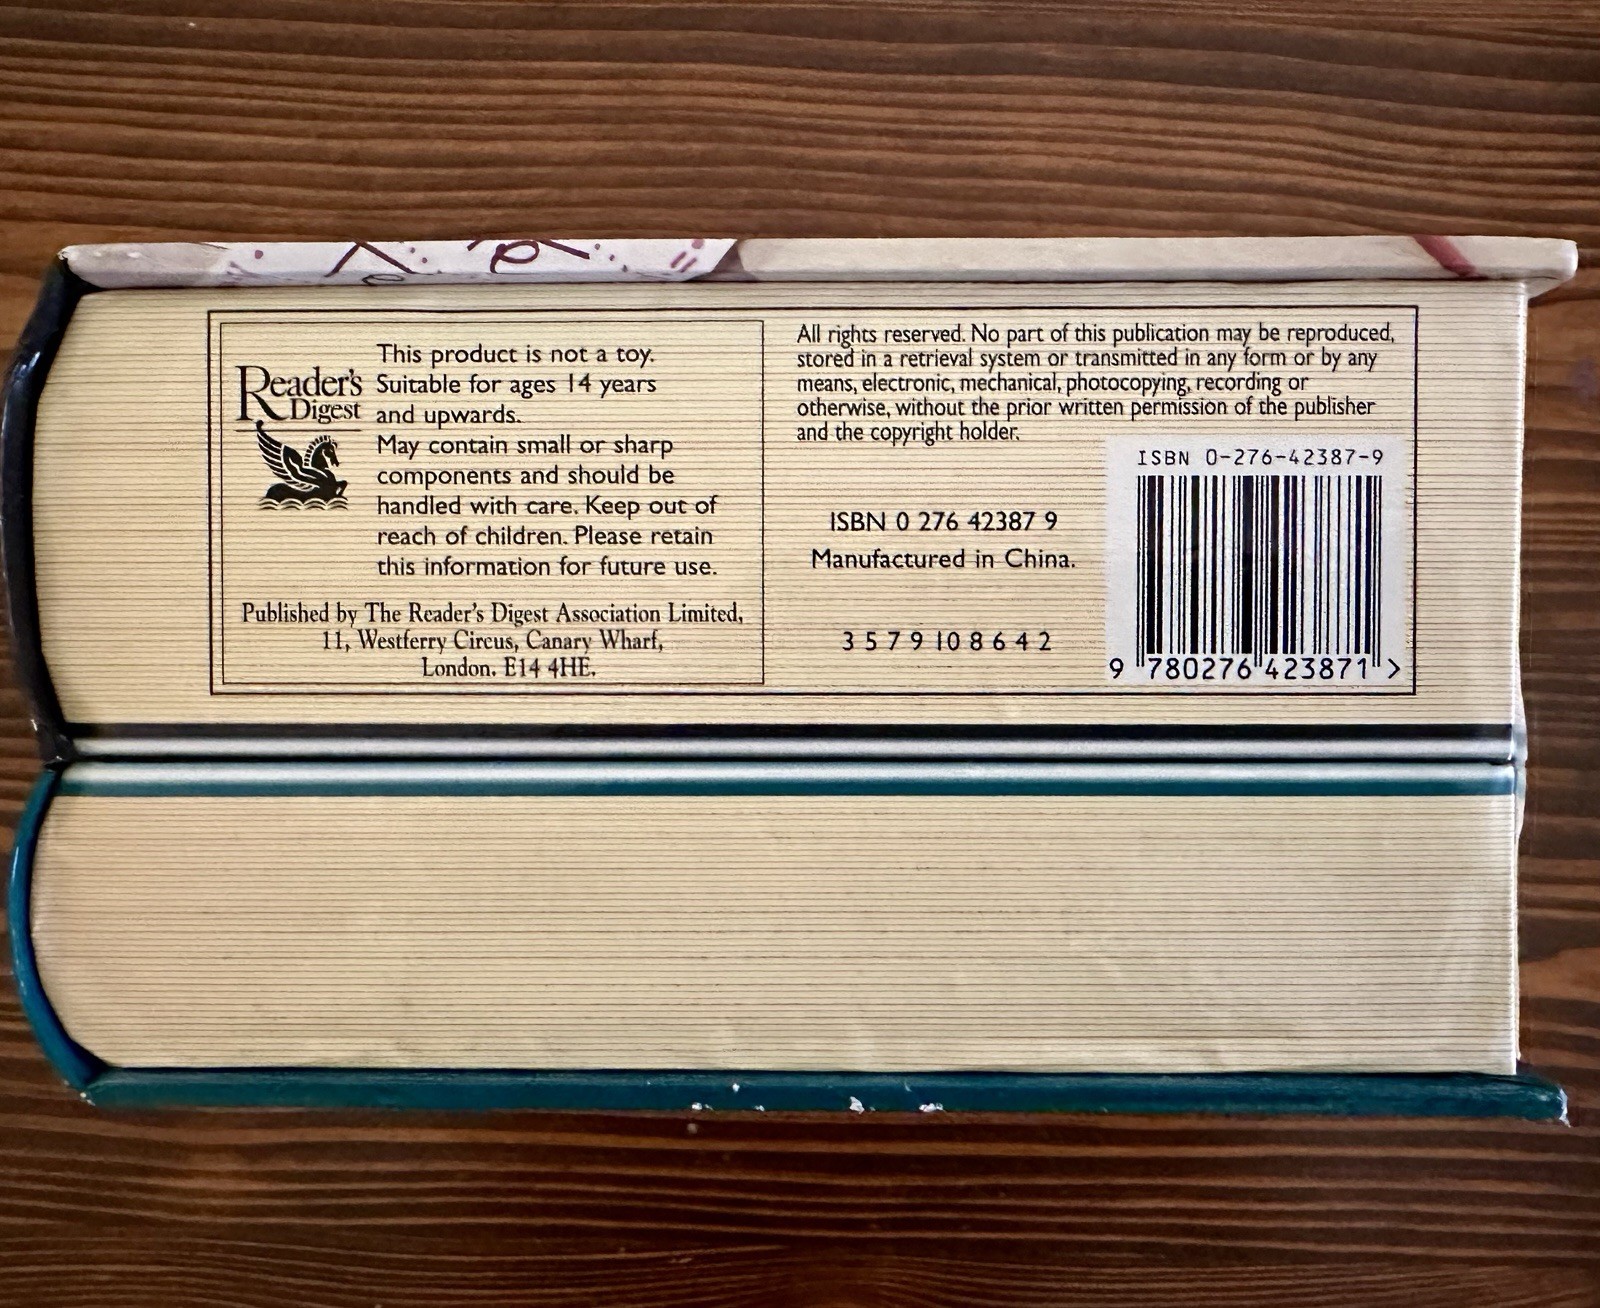 Reader's
Digest
This product is not a toy.
Suitable for ages 14 years
and upwards.
May contain small or sharp
components and should be
handled with care. Keep out of
reach of children. Please retain
this information for future use.
Published by The Reader's Digest Association Limited,
11, Westferry Circus, Canary Wharf,
London. E14 4HE.
All rights reserved. No part of this publication may be reproduced,
stored in a retrieval system or transmitted in any form or by any
means, electronic, mechanical, photocopying, recording or
otherwise, without the prior written permission of the publisher
and the copyright holder.
ISBN 0 276 42387 9
Manufactured in China.
3 5 7 9 10 8 6 4 2
ISBN 0-276-42387-9
9 780276 423871 >